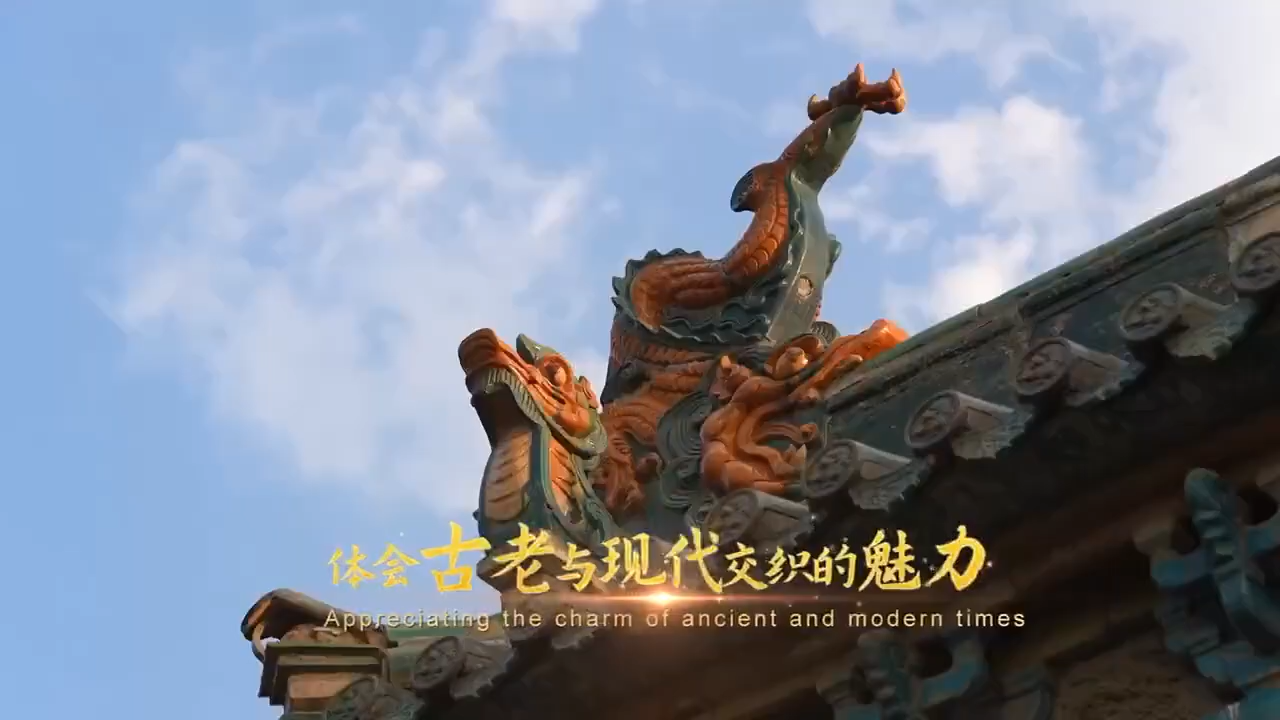 体会古老与现代交织的魅力
Appreciating the charm of ancient and modern times